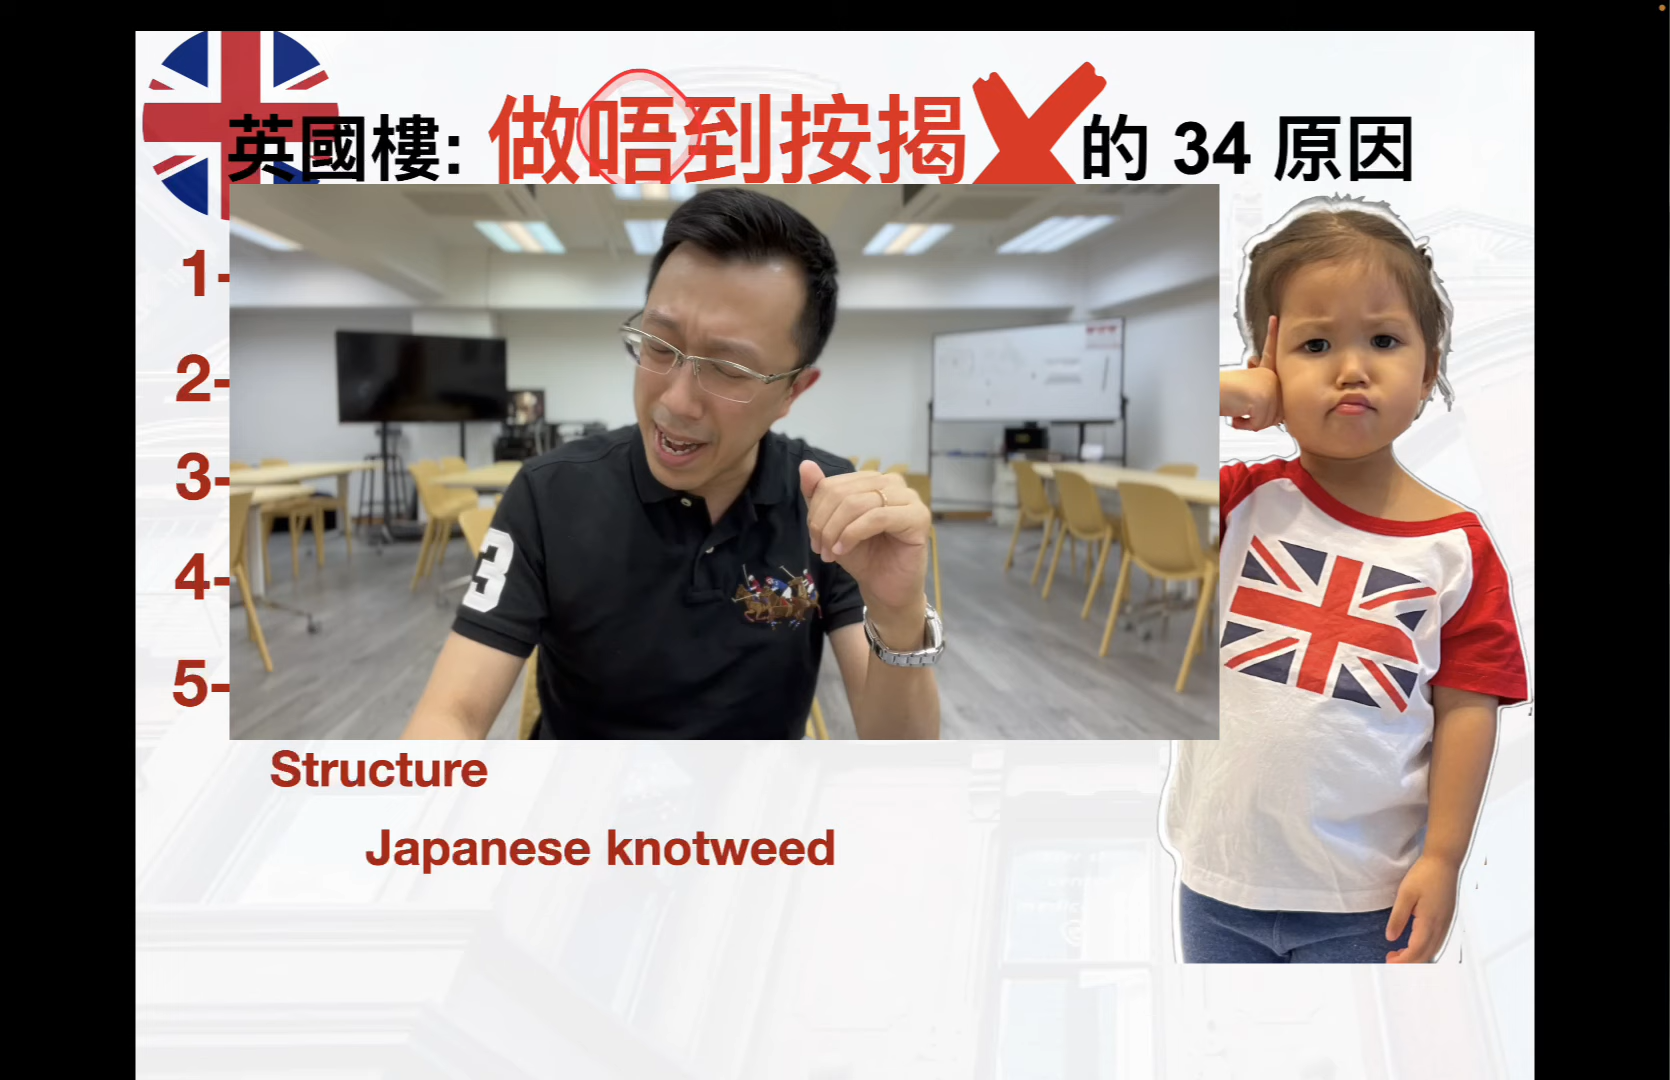 英國樓: 做唔到按揭 的 34 原因
1-
2-
3-
4-
5-
3
Structure
Japanese knotweed